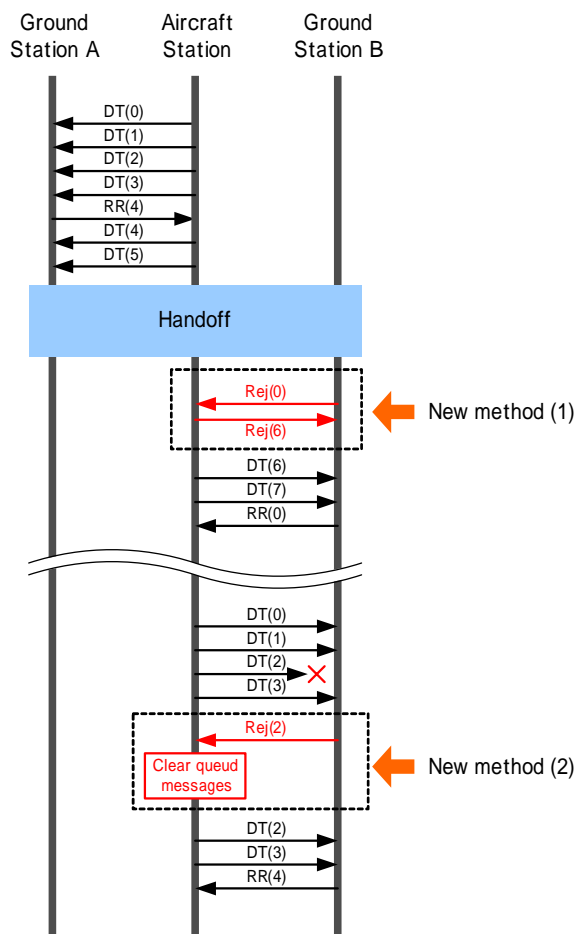 Ground
Station A
Aircraft
Station
Ground
Station B
DT(0)
DT(1)
DT(2)
DT(3)
RR(4)
DT(4)
DT(5)
Handoff
Rej(0)
Rej(6)
New method (1)
DT(6)
DT(7)
RR(0)
DT(0)
DT(1)
DT(2)
DT(3)
Rej(2)
Clear queud
messages
New method (2)
DT(2)
DT(3)
RR(4)